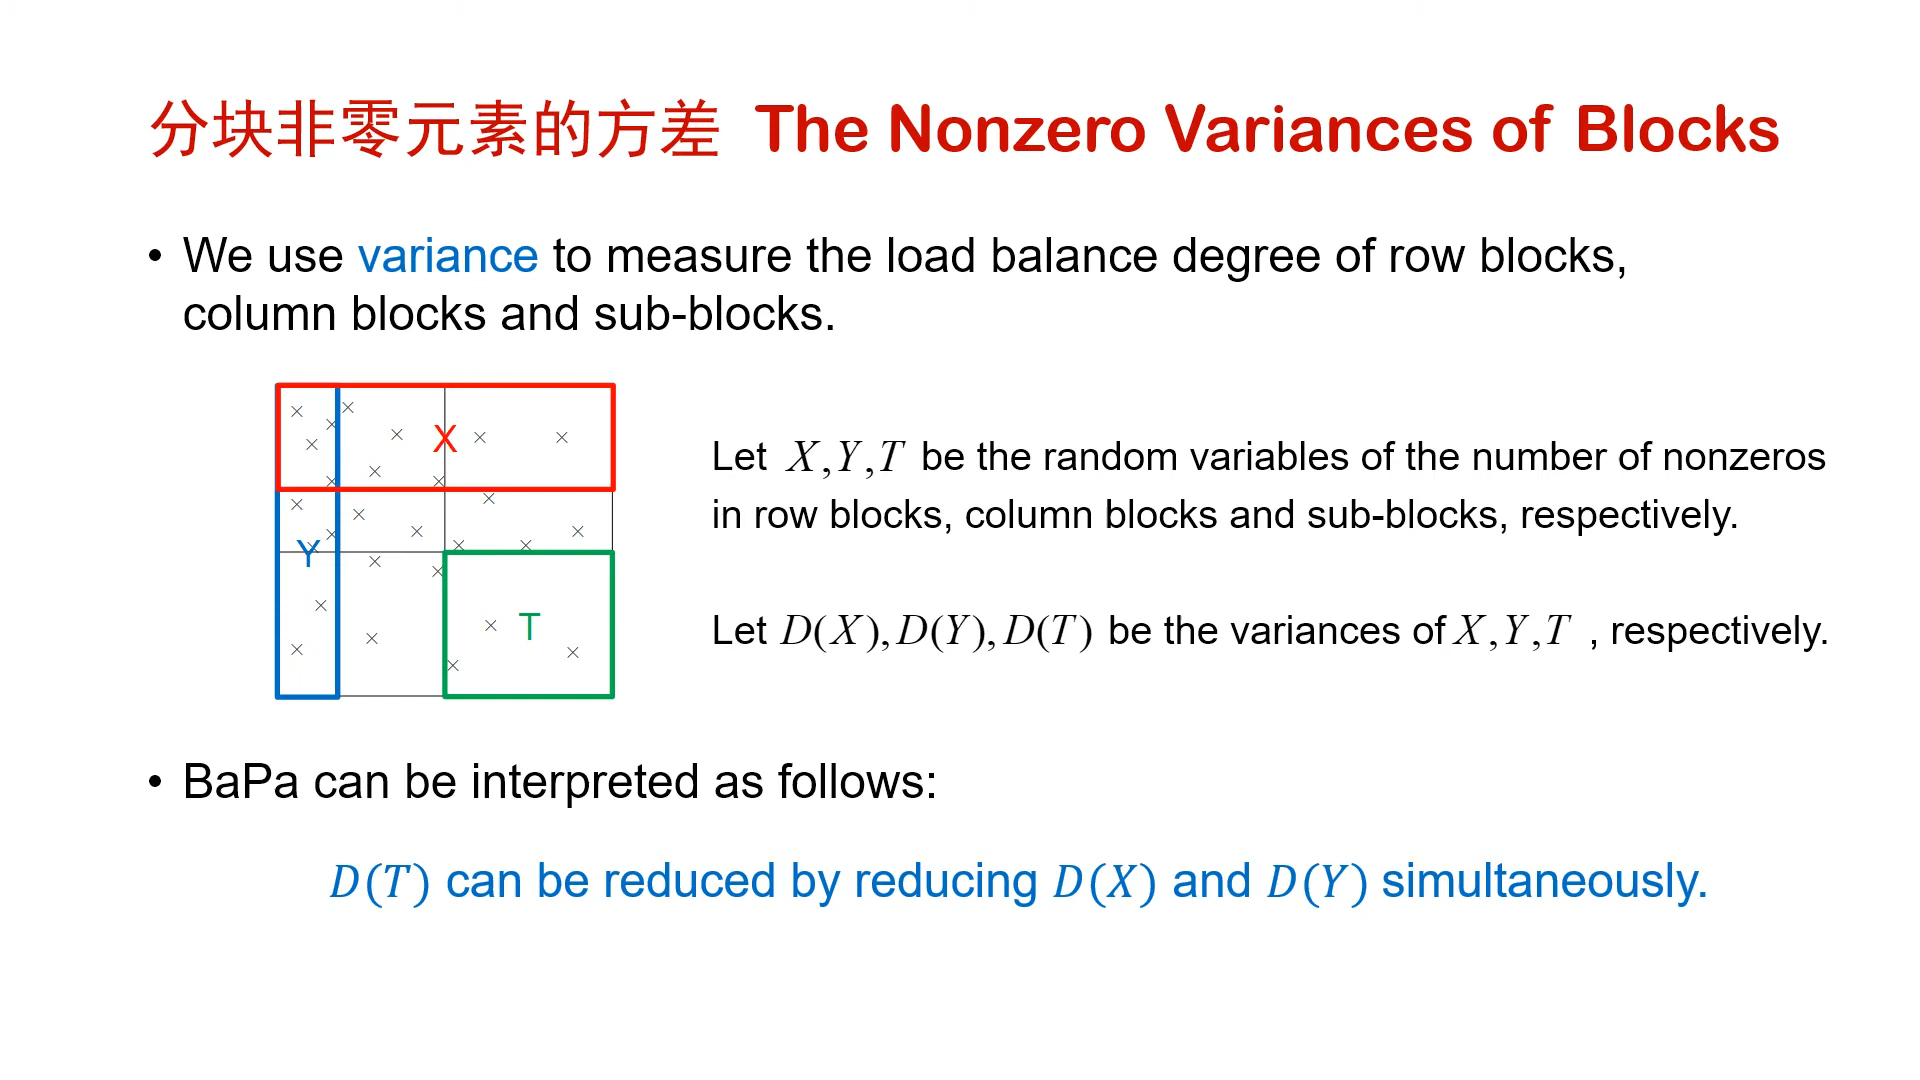 分块非零元素的方差 The Nonzero Variances of Blocks
• We use variance to measure the load balance degree of row blocks,
column blocks and sub-blocks.
X
Y
T
Let X,Y,T be the random variables of the number of nonzeros
in row blocks, column blocks and sub-blocks, respectively.
Let D(X),D(Y),D(T) be the variances of X,Y,T , respectively.
• BaPa can be interpreted as follows:
D(T) can be reduced by reducing D(X) and D(Y) simultaneously.